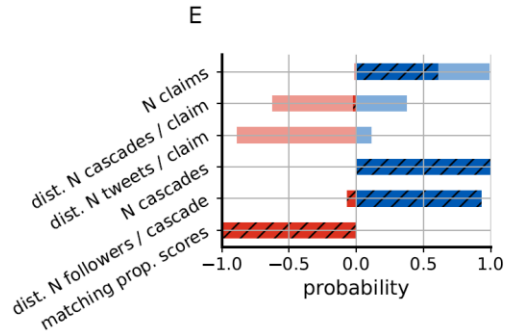 E
N claims
dist. N cascades / claim
dist. N tweets / claim
N cascades
dist. N followers / cascade
matching prop. scores
−1.0 −0.5 0.0 0.5 1.0
probability